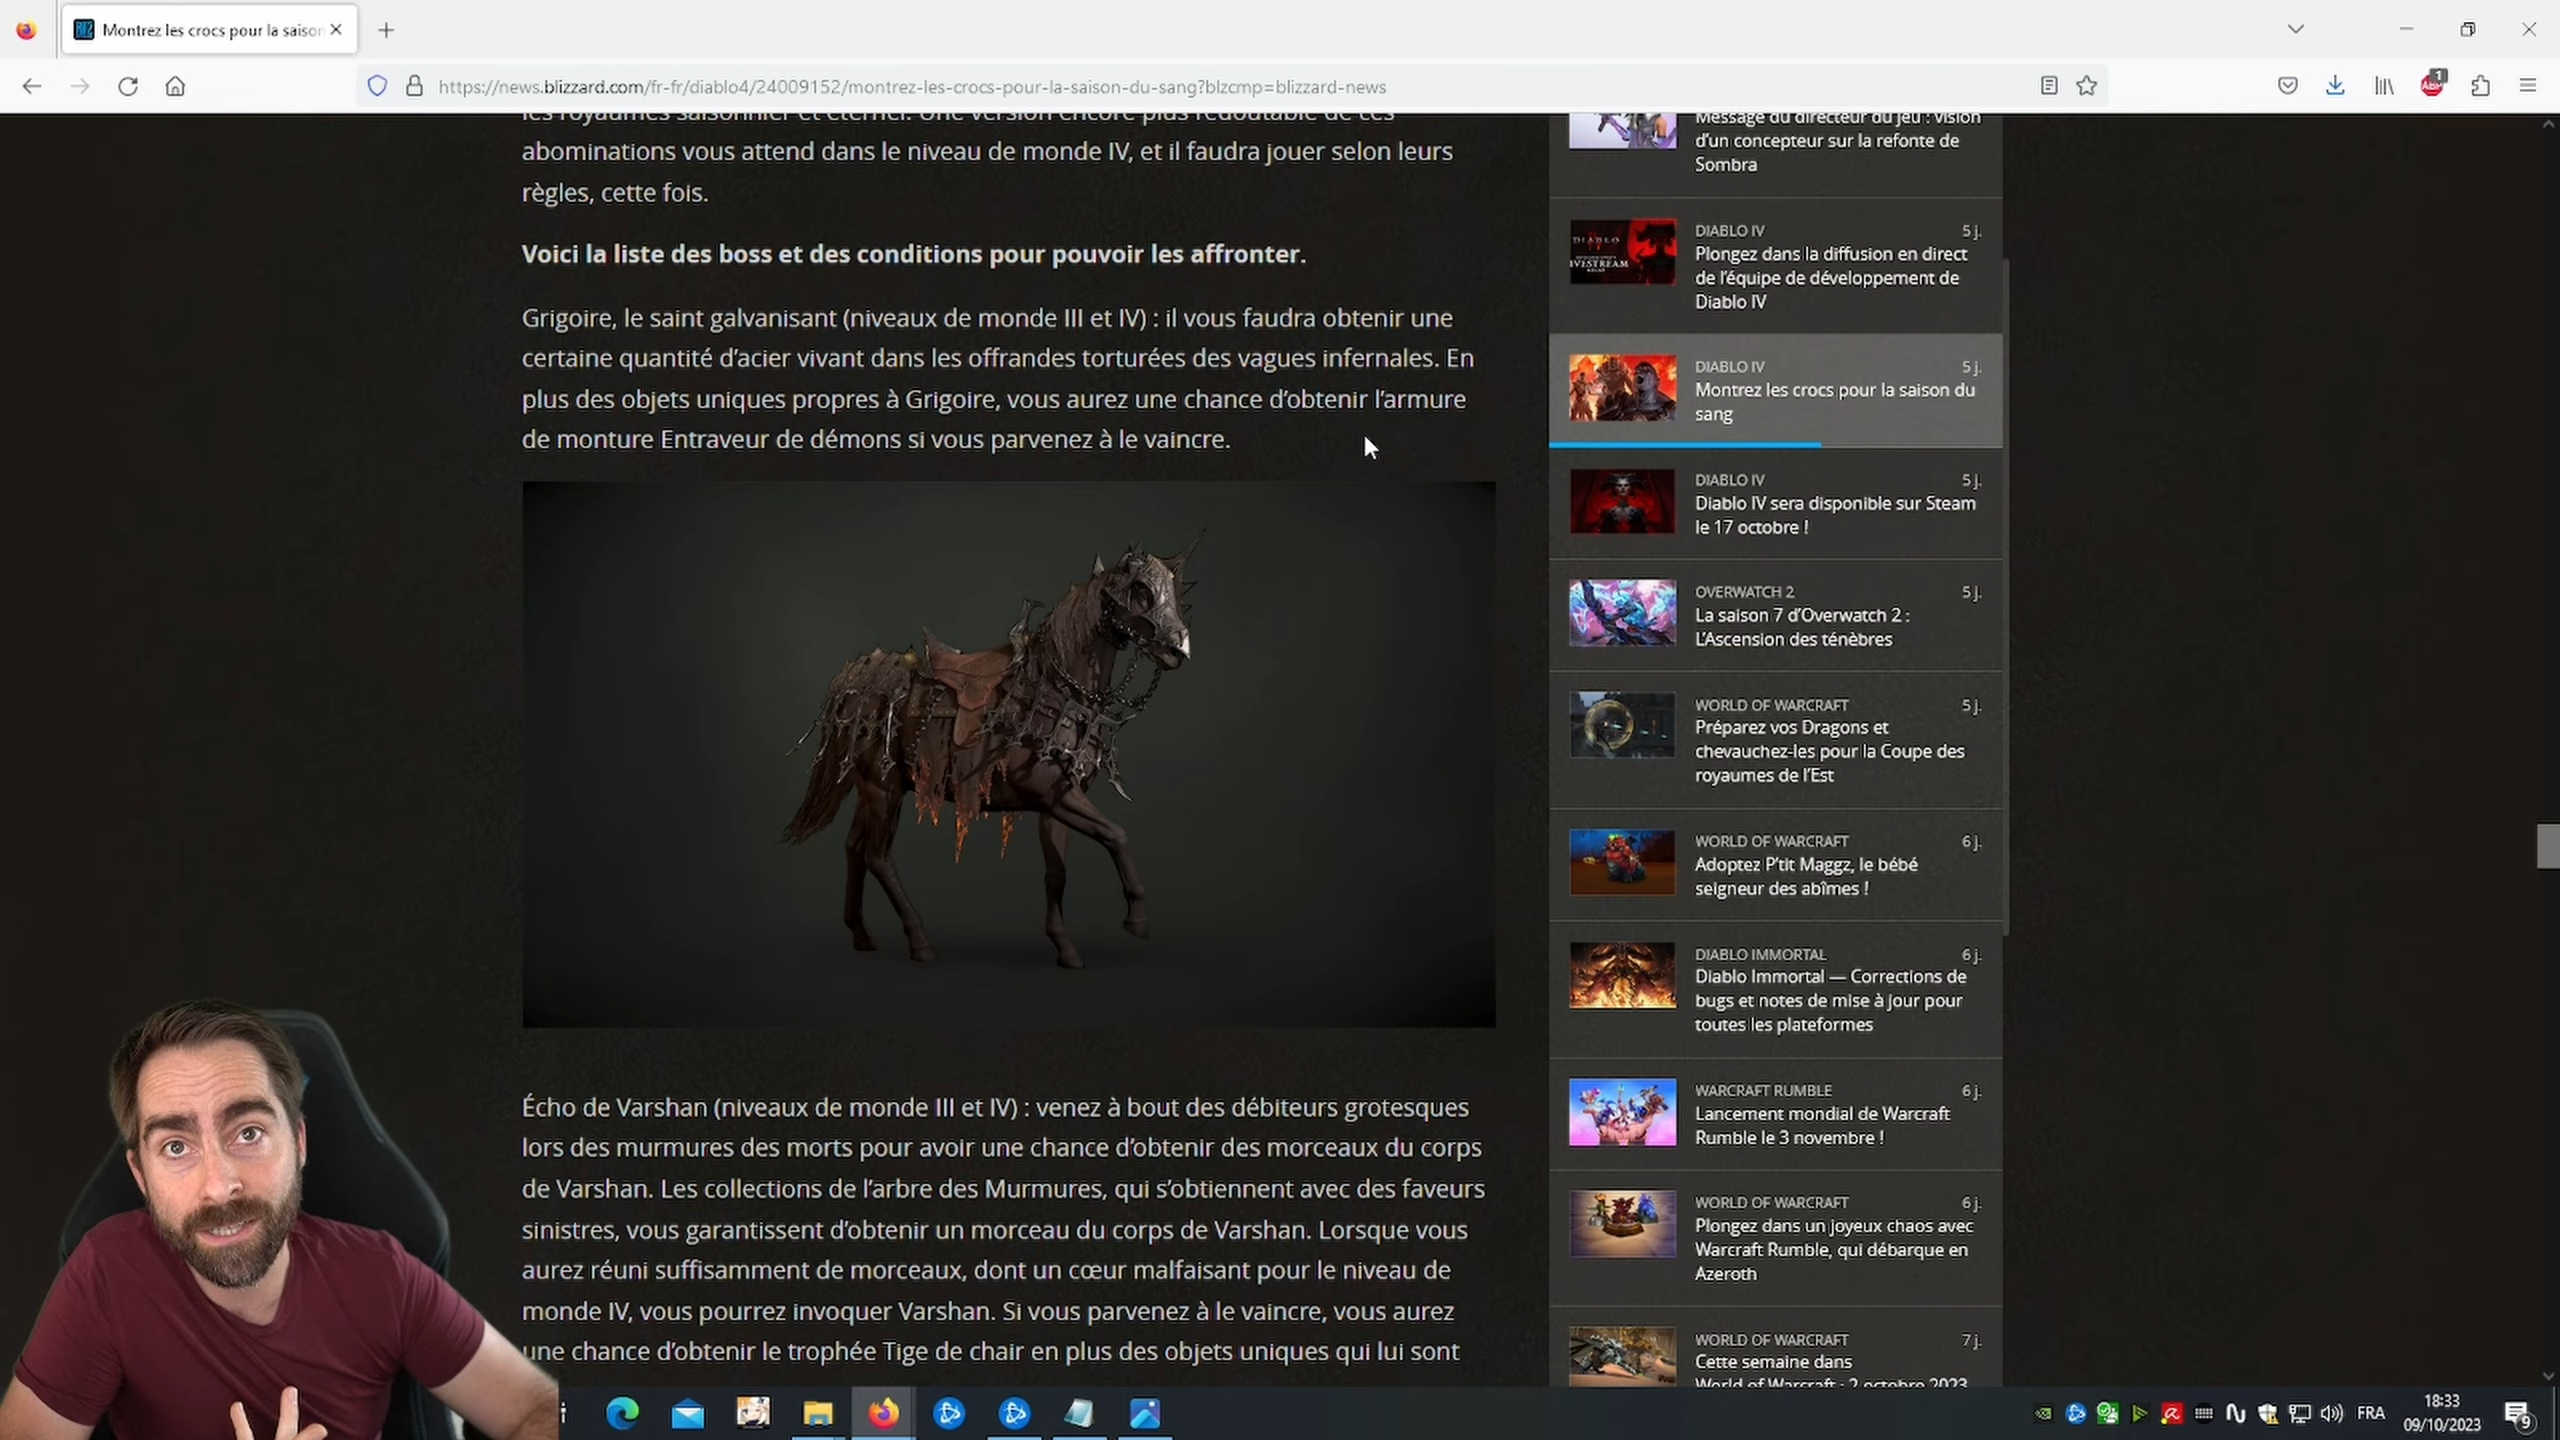 Montrez les crocs pour la saison
https://news.blizzard.com/fr-fr/diablo4/24009152/montrez-les-crocs-pour-la-saison-du-sang?blzcmp=blizzard-news
1
les royaumes saisonnier et éternel. Une version encore plus redoutable de ces
abominations vous attend dans le niveau de monde IV, et il faudra jouer selon leurs
règles, cette fois.
Voici la liste des boss et des conditions pour pouvoir les affronter.
Grigoire, le saint galvanisant (niveaux de monde III et IV) : il vous faudra obtenir une
certaine quantité d’acier vivant dans les offrandes torturées des vagues infernales. En
plus des objets uniques propres à Grigoire, vous aurez une chance d’obtenir l’armure
de monture Entraveur de démons si vous parvenez à le vaincre.
Écho de Varshan (niveaux de monde III et IV) : venez à bout des débiteurs grotesques
lors des murmures des morts pour avoir une chance d’obtenir des morceaux du corps
de Varshan. Les collections de l’arbre des Murmures, qui s’obtiennent avec des faveurs
sinistres, vous garantissent d’obtenir un morceau du corps de Varshan. Lorsque vous
aurez réuni suffisamment de morceaux, dont un cœur malfaisant pour le niveau de
monde IV, vous pourrez invoquer Varshan. Si vous parvenez à le vaincre, vous aurez
une chance d’obtenir le trophée Tige de chair en plus des objets uniques qui lui sont
Message du directeur du jeu : vision
d’un concepteur sur la refonte de
Sombra
DIABLO IV 5 j.
Plongez dans la diffusion en direct
de l’équipe de développement de
Diablo IV
DIABLO IV 5 j.
Montrez les crocs pour la saison du
sang
DIABLO IV 5 j.
Diablo IV sera disponible sur Steam
le 17 octobre !
OVERWATCH 2 5 j.
La saison 7 d’Overwatch 2 :
L’Ascension des ténèbres
WORLD OF WARCRAFT 5 j.
Préparez vos Dragons et
chevauchez-les pour la Coupe des
royaumes de l’Est
WORLD OF WARCRAFT 6 j.
Adoptez P’tit Maggz, le bébé
seigneur des abîmes !
DIABLO IMMORTAL 6 j.
Diablo Immortal — Corrections de
bugs et notes de mise à jour pour
toutes les plateformes
WARCRAFT RUMBLE 6 j.
Lancement mondial de Warcraft
Rumble le 3 novembre !
WORLD OF WARCRAFT 6 j.
Plongez dans un joyeux chaos avec
Warcraft Rumble, qui débarque en
Azeroth
WORLD OF WARCRAFT 7 j.
Cette semaine dans
World of Warcraft : 2 octobre 2023
FRA
18:33
09/10/2023
9